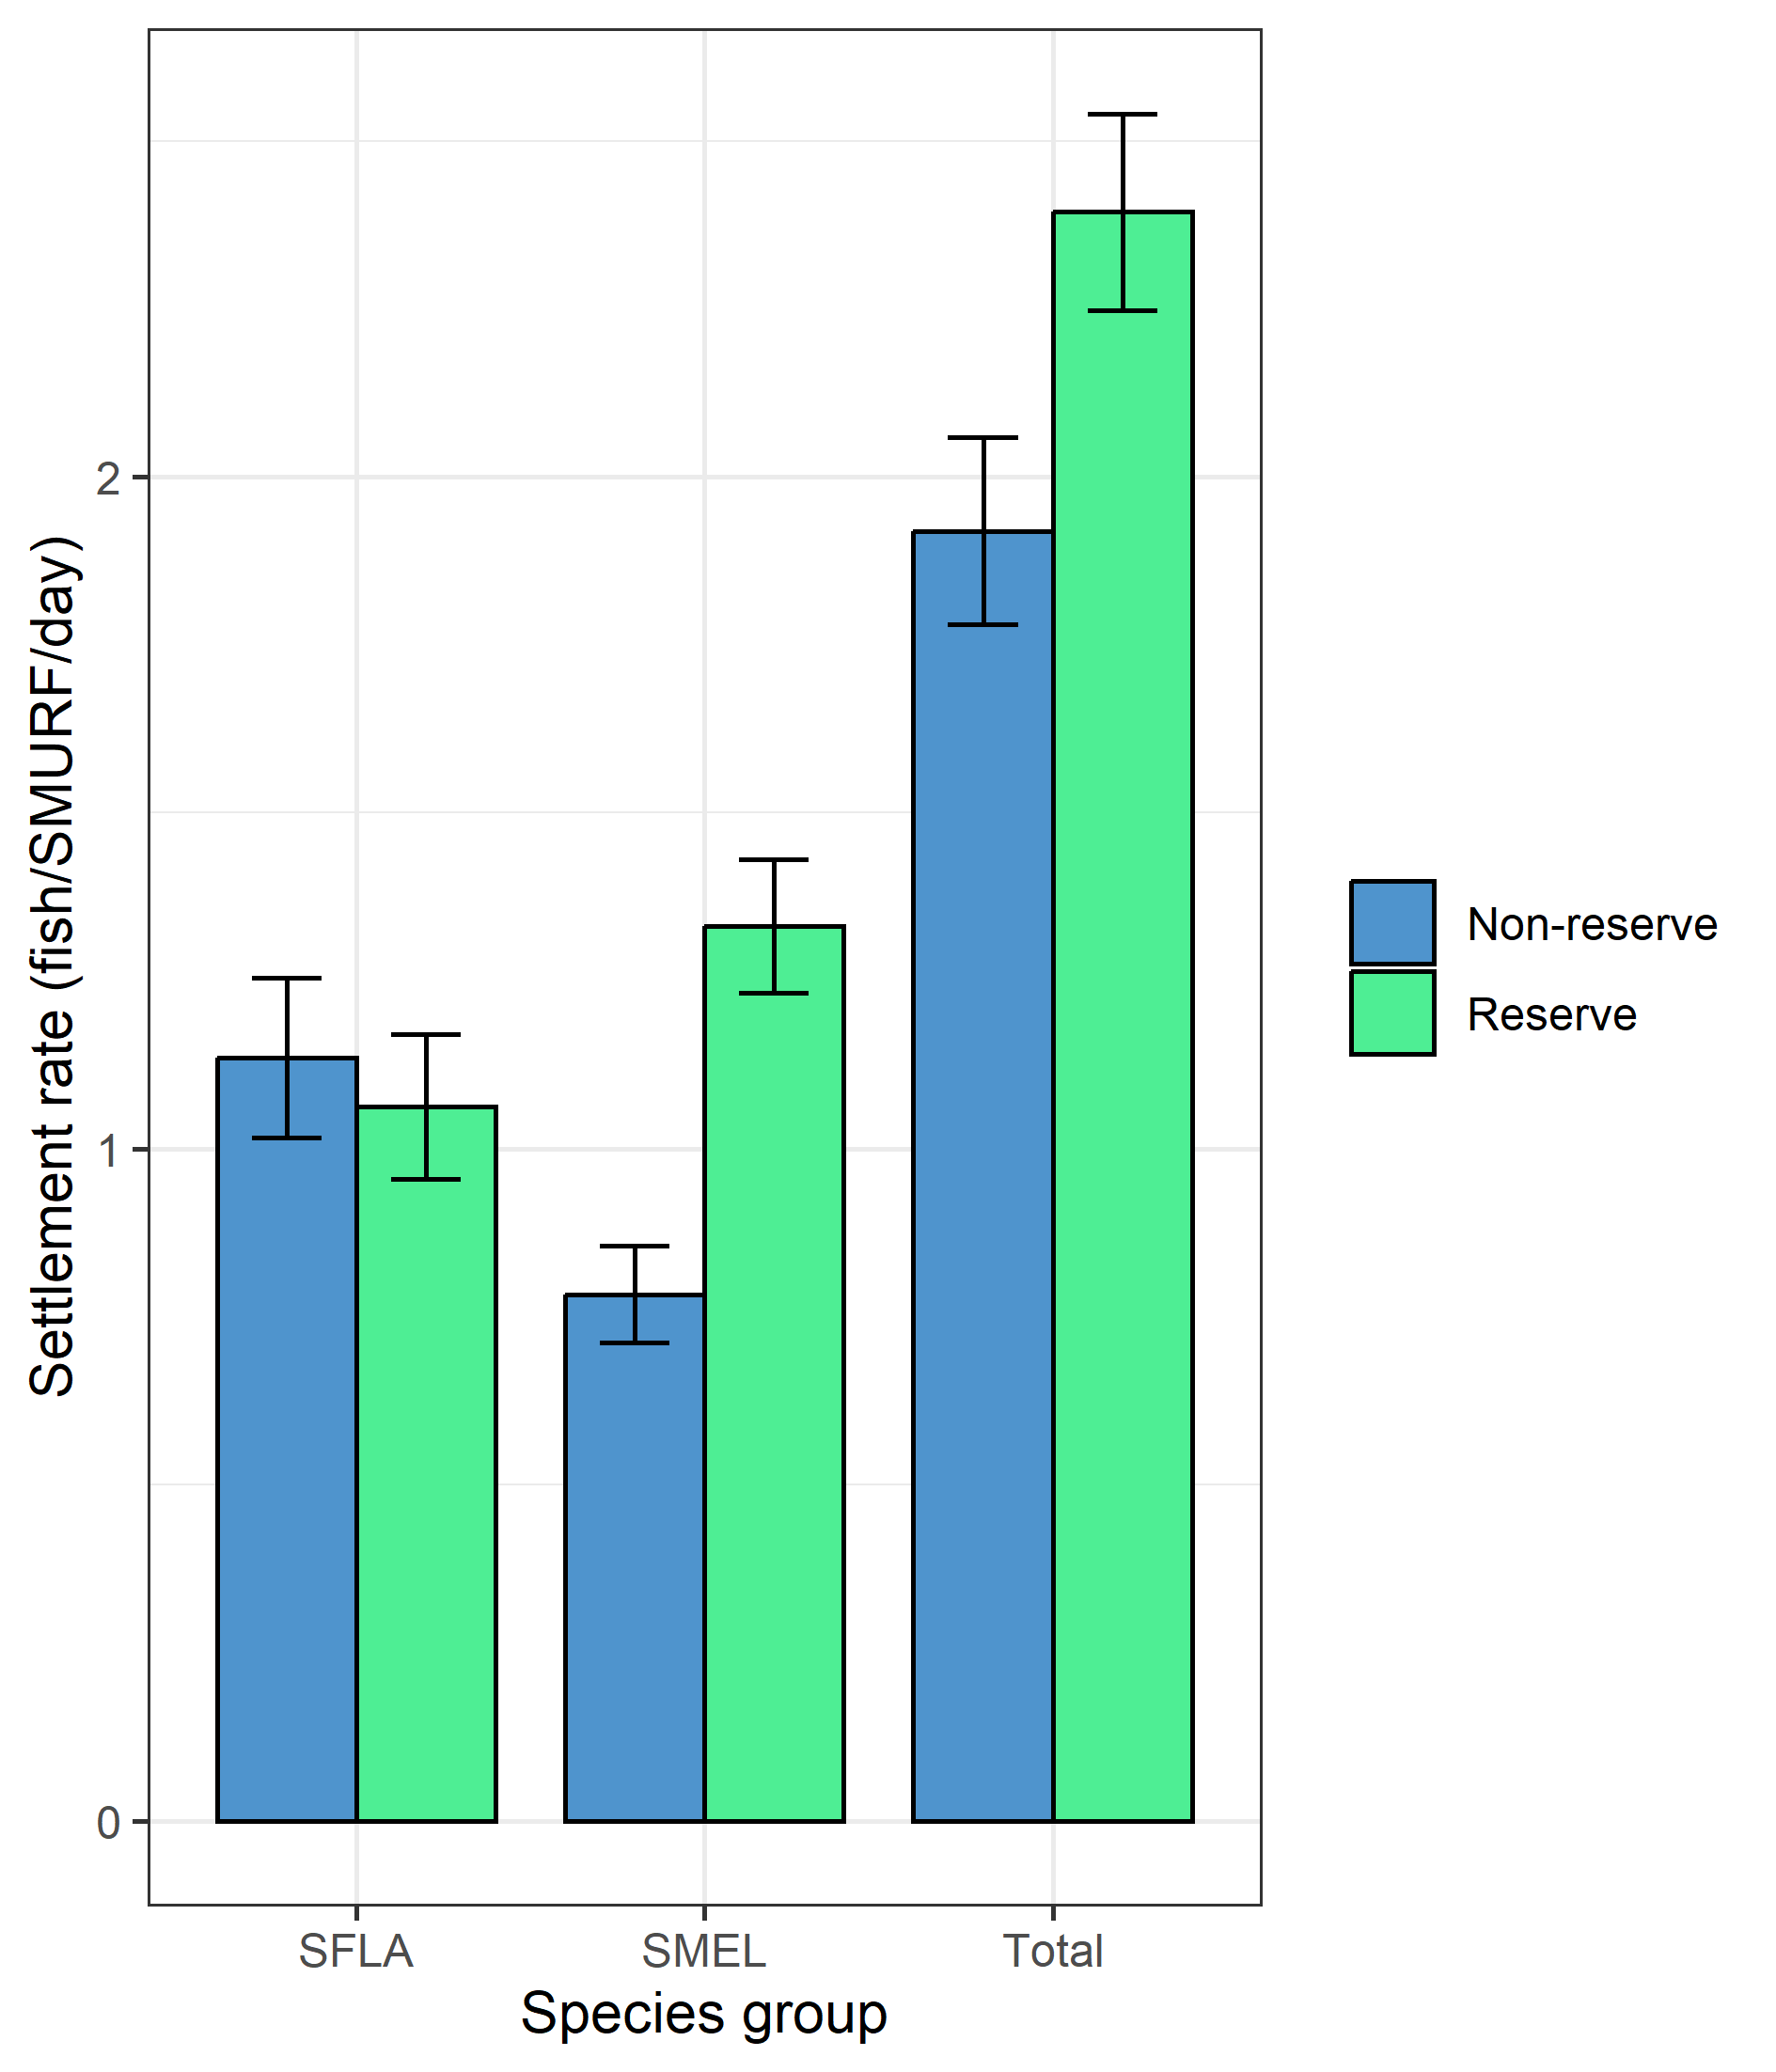 Settlement rate (fish/SMURF/day)
2
1
0
SFLA
SMEL
Total
Species group
Non-reserve
Reserve